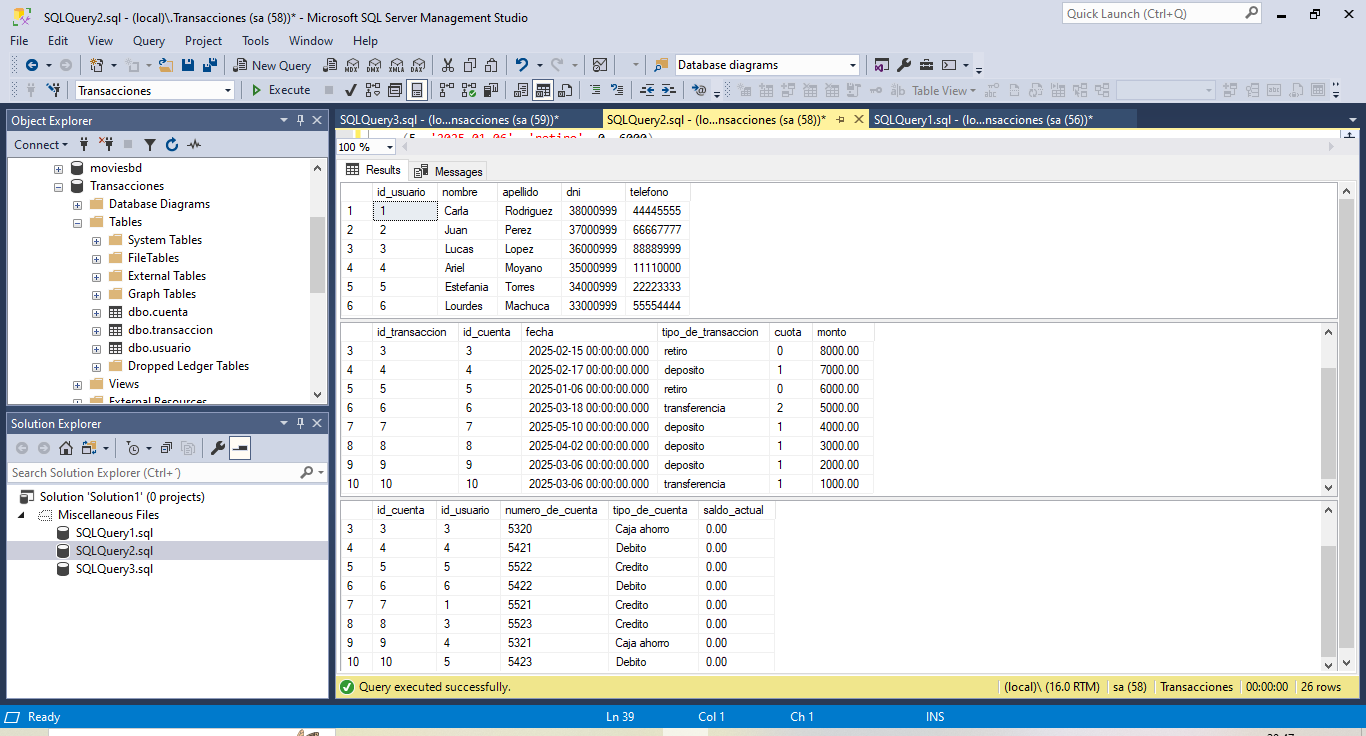 SQLQuery2.sql - (local)\.Transacciones (sa (58))* - Microsoft SQL Server Management Studio
Quick Launch (Ctrl+Q)
File Edit View Query Project Tools Window Help
New Query MDX DMX XMLA DAX Database diagrams
Transacciones Execute Table View
Object Explorer
SQLQuery3.sql - (lo...nsacciones (sa (59))* SQLQuery2.sql - (lo...nsacciones (sa (58))* SQLQuery1.sql - (lo...nsacciones (sa (56))*
Connect
100 %
Results Messages
moviesbd
Transacciones
Database Diagrams
Tables
System Tables
FileTables
External Tables
Graph Tables
dbo.cuenta
dbo.transaccion
dbo.usuario
Dropped Ledger Tables
Views
External Resources
id_usuario nombre apellido dni telefono
1 1 Carla Rodriguez 38000999 44445555
2 2 Juan Perez 37000999 66667777
3 3 Lucas Lopez 36000999 88889999
4 4 Ariel Moyano 35000999 11110000
5 5 Estefania Torres 34000999 22223333
6 6 Lourdes Machuca 33000999 55554444
id_transaccion id_cuenta fecha tipo_de_transaccion cuota monto
3 3 3 2025-02-15 00:00:00.000 retiro 0 8000.00
4 4 4 2025-02-17 00:00:00.000 deposito 1 7000.00
5 5 5 2025-01-06 00:00:00.000 retiro 0 6000.00
6 6 6 2025-03-18 00:00:00.000 transferencia 2 5000.00
7 7 7 2025-05-10 00:00:00.000 deposito 1 4000.00
8 8 8 2025-04-02 00:00:00.000 deposito 1 3000.00
9 9 9 2025-03-06 00:00:00.000 deposito 1 2000.00
10 10 10 2025-03-06 00:00:00.000 transferencia 1 1000.00
Solution Explorer
Search Solution Explorer (Ctrl+´)
Solution 'Solution1' (0 projects)
Miscellaneous Files
SQLQuery1.sql
SQLQuery2.sql
SQLQuery3.sql
id_cuenta id_usuario numero_de_cuenta tipo_de_cuenta saldo_actual
3 3 3 5320 Caja ahorro 0.00
4 4 4 5421 Debito 0.00
5 5 5 5522 Credito 0.00
6 6 6 5422 Debito 0.00
7 7 1 5521 Credito 0.00
8 8 3 5523 Credito 0.00
9 9 4 5321 Caja ahorro 0.00
10 10 5 5423 Debito 0.00
Query executed successfully. (local)\ (16.0 RTM) sa (58) Transacciones 00:00:00 26 rows
Ready Ln 39 Col 1 Ch 1 INS